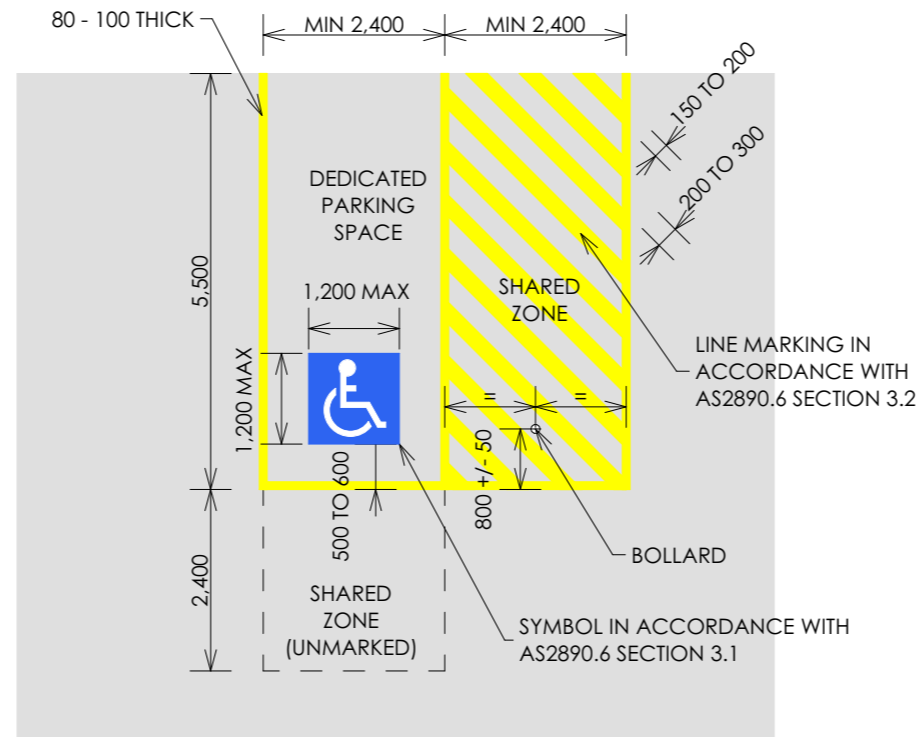 80 - 100 THICK
MIN 2,400
MIN 2,400
150 TO 200
200 TO 300
DEDICATED
PARKING
SPACE
5,500
1,200 MAX
SHARED
ZONE
1,200 MAX
LINE MARKING IN
ACCORDANCE WITH
AS2890.6 SECTION 3.2
=
=
500 TO 600
800 +/- 50
BOLLARD
2,400
SHARED
ZONE
(UNMARKED)
SYMBOL IN ACCORDANCE WITH
AS2890.6 SECTION 3.1